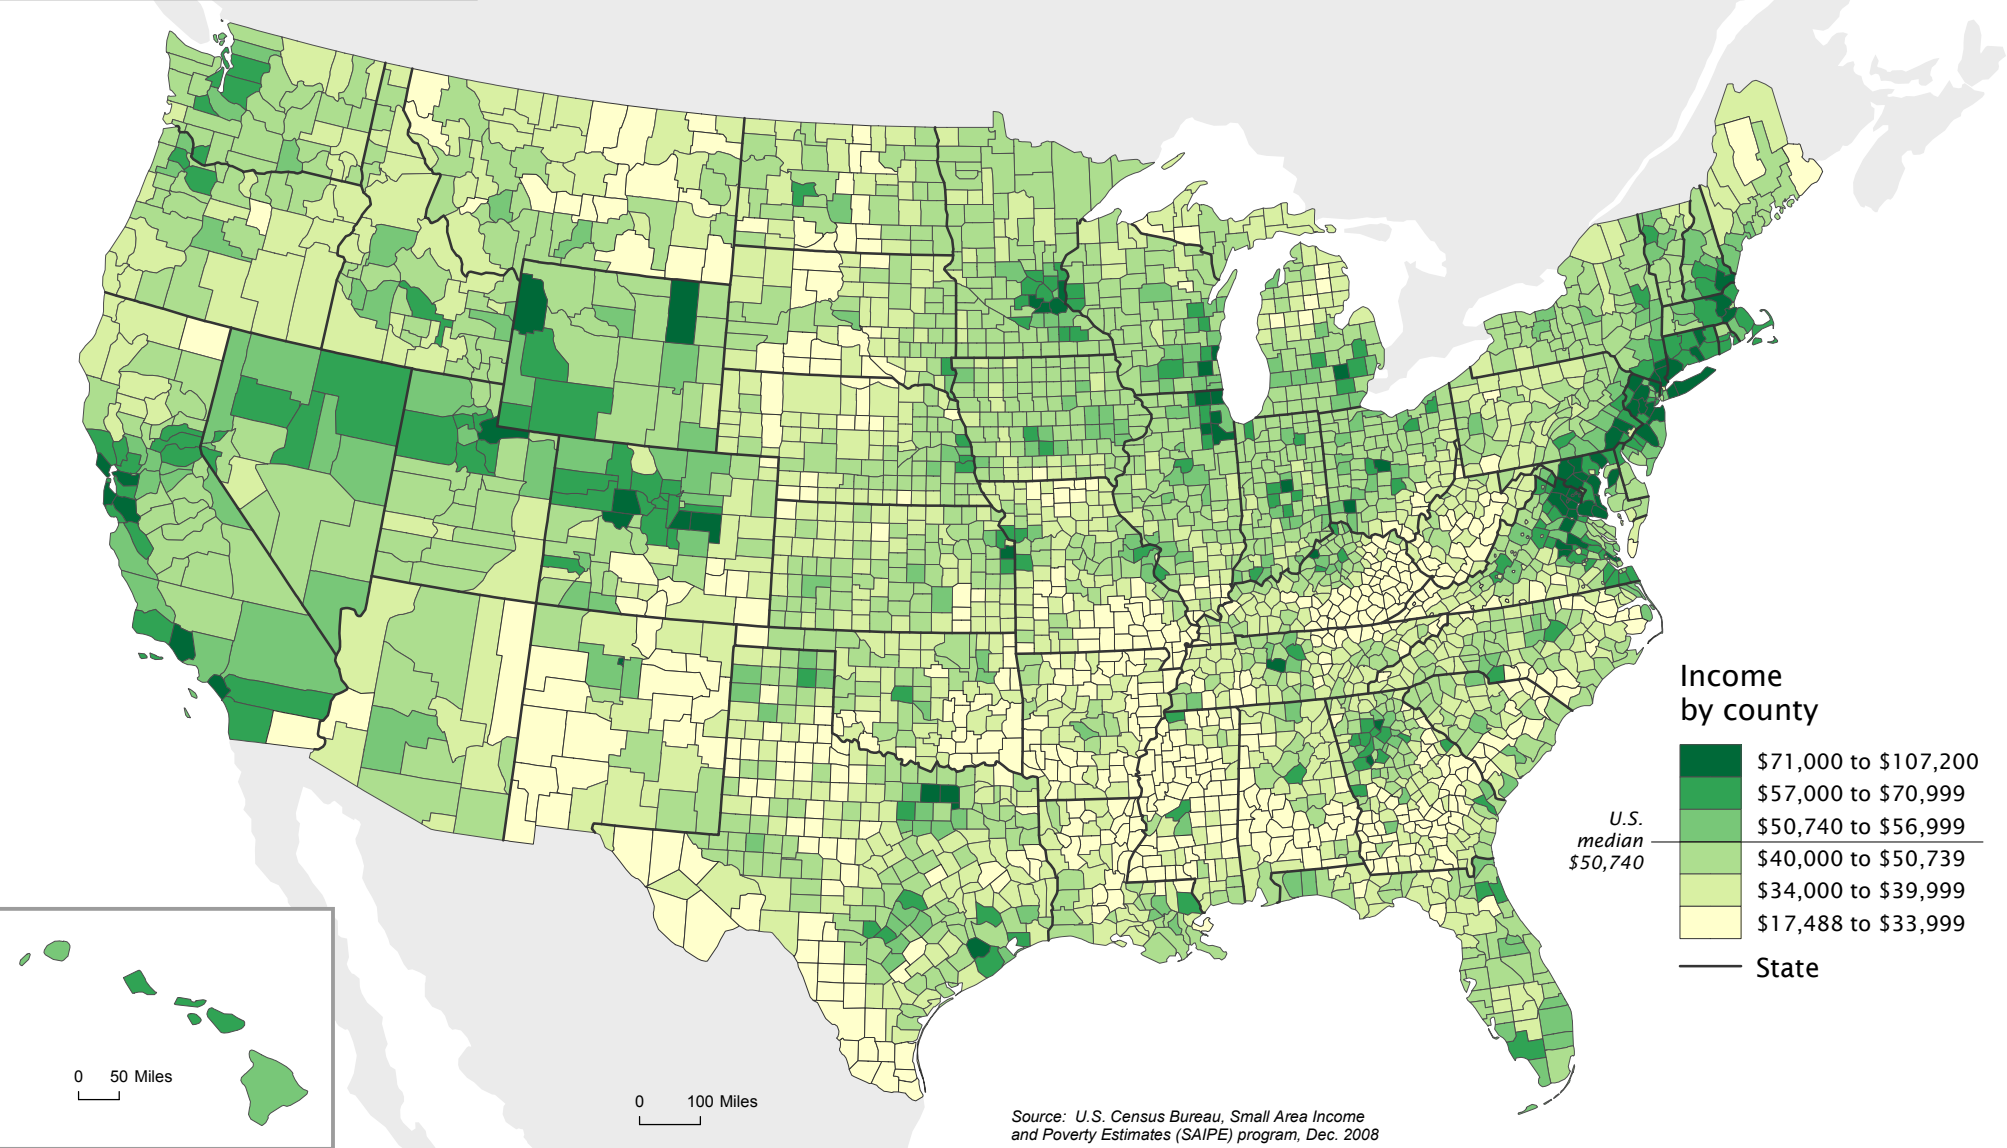 Income
by county
$71,000 to $107,200
$57,000 to $70,999
$50,740 to $56,999
U.S.
median
$50,740
$40,000 to $50,739
$34,000 to $39,999
$17,488 to $33,999
State
0 50 Miles
0 100 Miles
Source: U.S. Census Bureau, Small Area Income
and Poverty Estimates (SAIPE) program, Dec. 2008